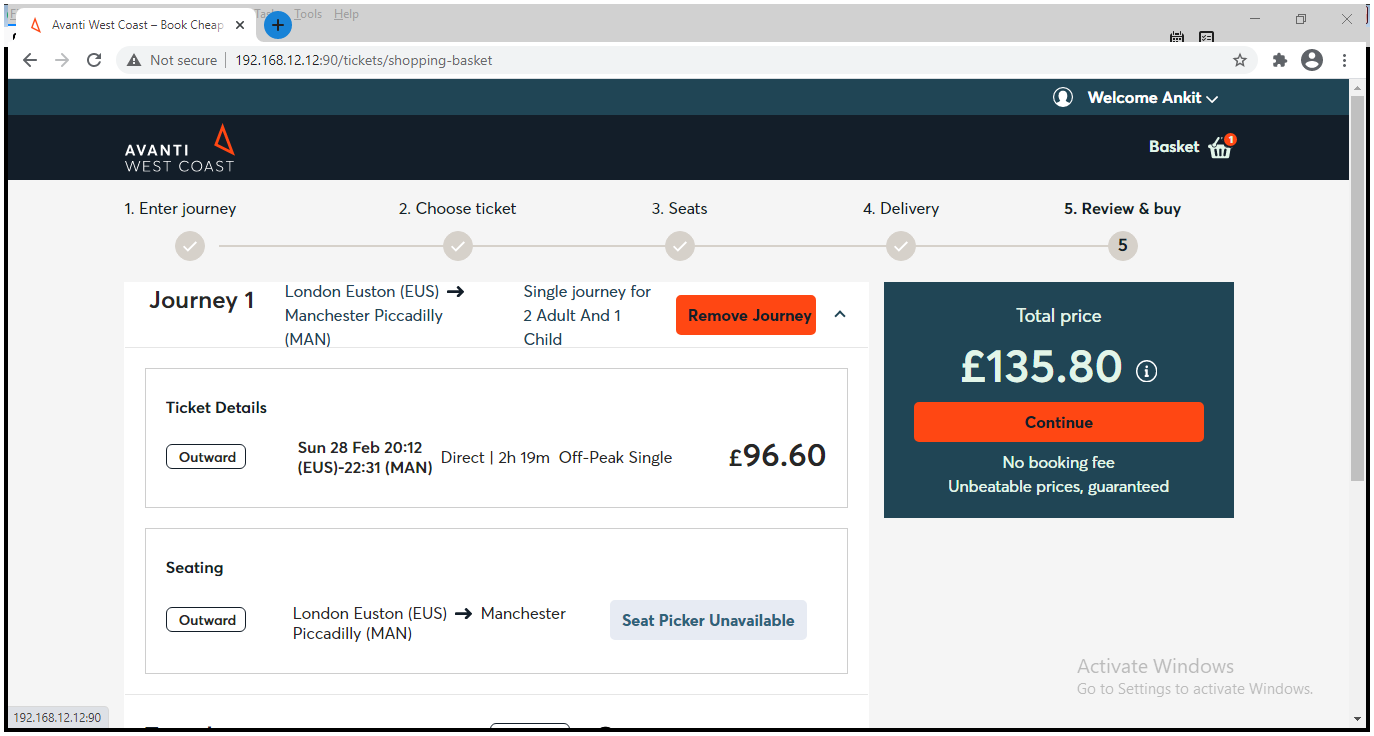 Avanti West Coast – Book Cheap
Tools Help
Not secure 192.168.12.12:90/tickets/shopping-basket
Welcome Ankit
AVANTI
WEST COAST
Basket 1
1. Enter journey 2. Choose ticket 3. Seats 4. Delivery 5. Review & buy
5
Journey 1
London Euston (EUS) →
Manchester Piccadilly
(MAN)
Single journey for
2 Adult And 1
Child
Remove Journey
Ticket Details
Outward
Sun 28 Feb 20:12
(EUS)-22:31 (MAN)
Direct | 2h 19m Off-Peak Single
£96.60
Seating
Outward
London Euston (EUS) → Manchester
Piccadilly (MAN)
Seat Picker Unavailable
Total price
£135.80
Continue
No booking fee
Unbeatable prices, guaranteed
Activate Windows
Go to Settings to activate Windows.
192.168.12.12:90